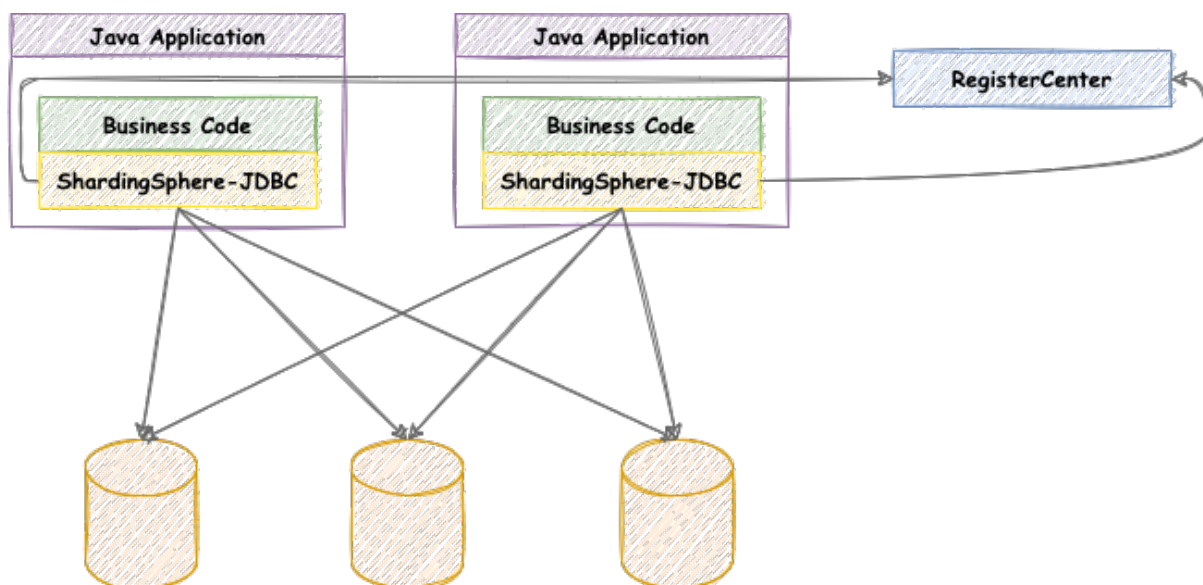 Java Application
Java Application
RegisterCenter
Business Code
Business Code
ShardingSphere-JDBC
ShardingSphere-JDBC